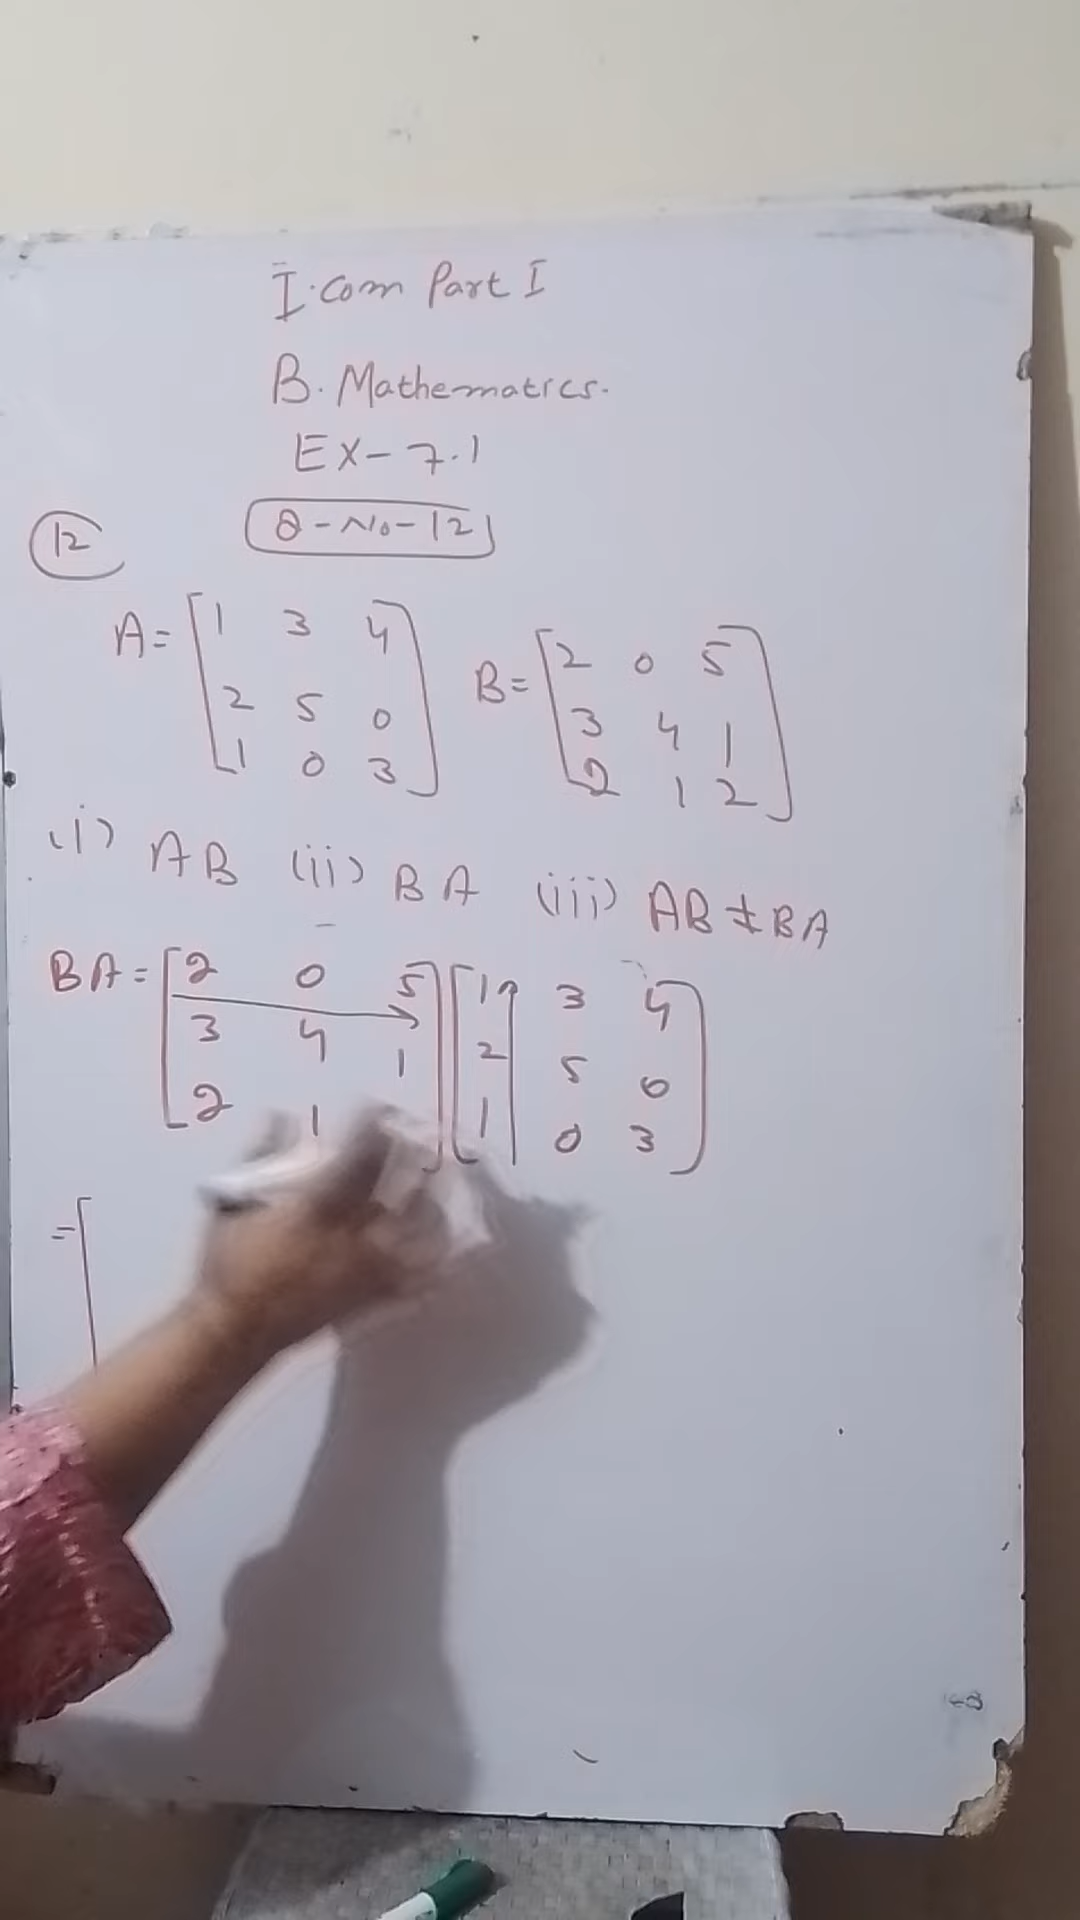 I.Com Part I
B. Mathematics.
EX-7.1
12 Q-No-12
A= [1 3 4 B= [2 0 5
2 5 0 3 4 1
1 0 3] 2 1 2]
(i) AB (ii) BA (iii) AB ≠ BA
BA= [2 0 5] [1 3 4
3 4 1 2 5 0
2 1 1 0 3]
= [